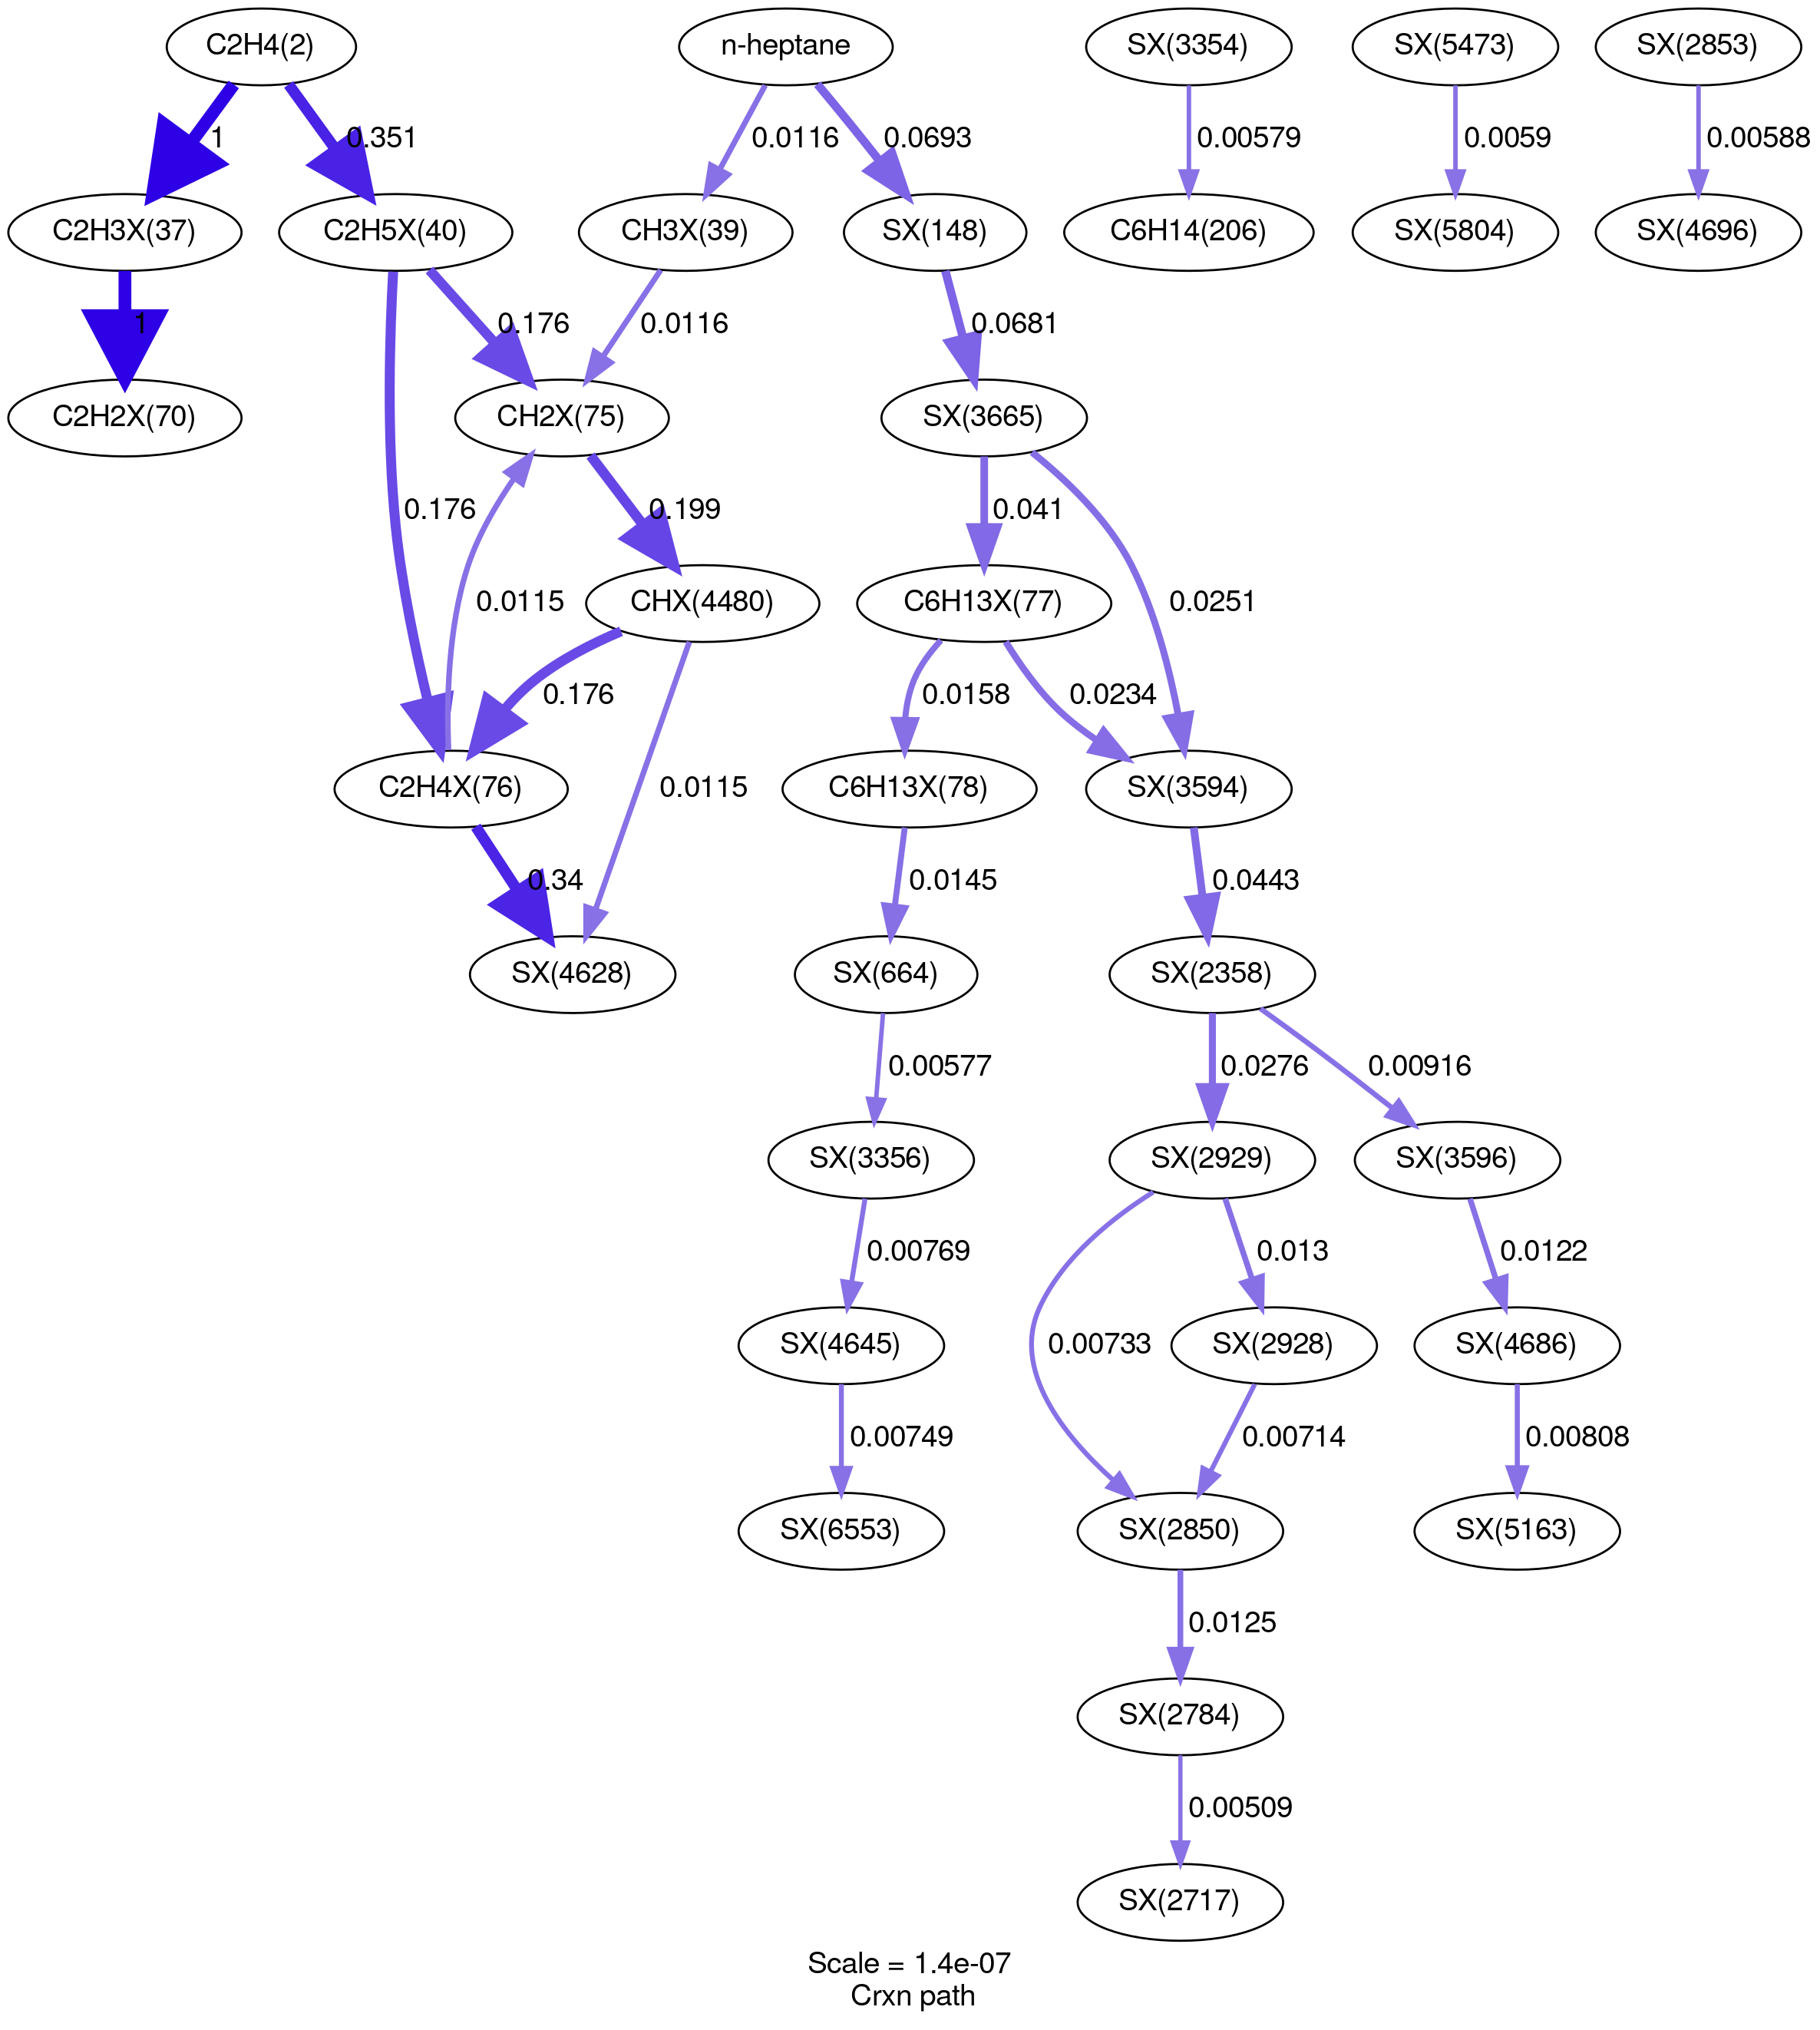 C2H4(2)
n-heptane
SX(3354)
SX(5473)
SX(2853)
1
0.351
0.0116
0.0693
0.00579
0.0059
0.00588
C2H3X(37)
C2H5X(40)
CH3X(39)
SX(148)
C6H14(206)
SX(5804)
SX(4696)
1
0.176
0.0116
0.0681
C2H2X(70)
CH2X(75)
SX(3665)
0.176
0.199
0.041
0.0115
CHX(4480)
C6H13X(77)
0.0251
0.176
0.0158
0.0234
C2H4X(76)
0.0115
C6H13X(78)
SX(3594)
0.34
0.0145
0.0443
SX(4628)
SX(664)
SX(2358)
0.00577
0.0276
0.00916
SX(3356)
SX(2929)
SX(3596)
0.00769
0.013
0.0122
SX(4645)
0.00733
SX(2928)
SX(4686)
0.00749
0.00714
0.00808
SX(6553)
SX(2850)
SX(5163)
0.0125
SX(2784)
0.00509
SX(2717)
Scale = 1.4e-07
Crxn path